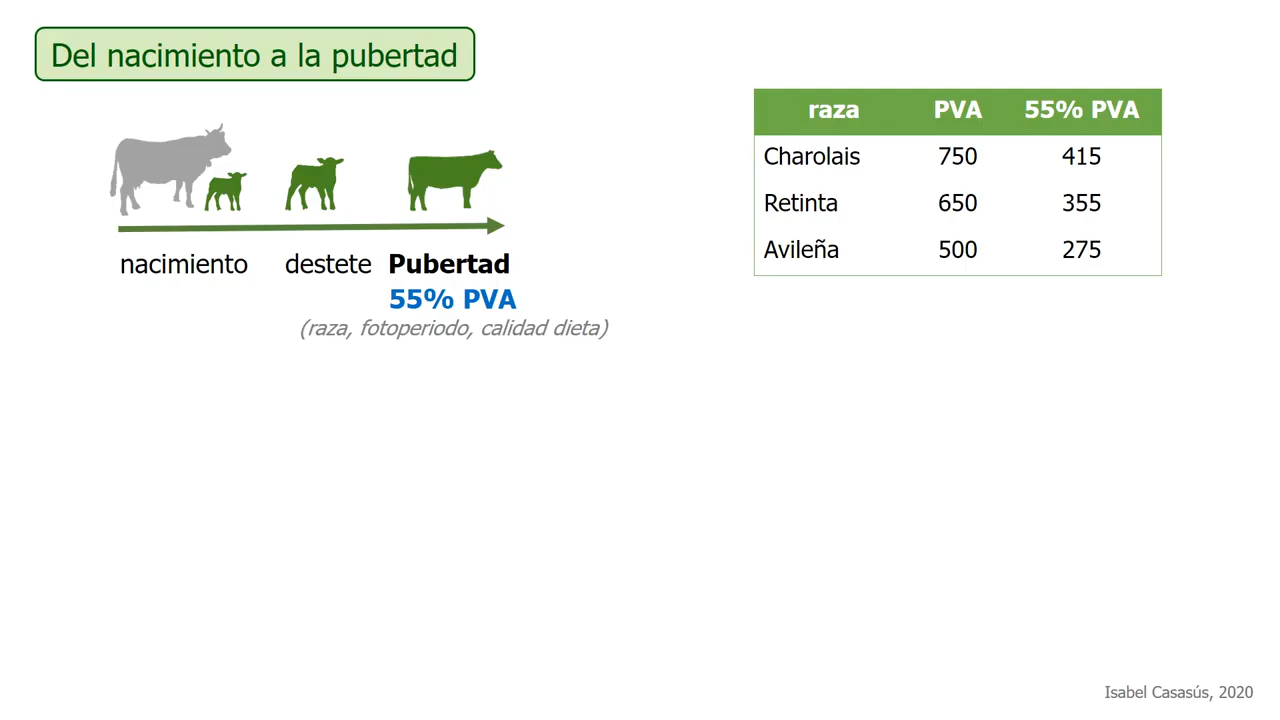 Del nacimiento a la pubertad
nacimiento destete Pubertad
55% PVA
(raza, fotoperiodo, calidad dieta)
raza PVA 55% PVA
Charolais 750 415
Retinta 650 355
Avileña 500 275
Isabel Casasús, 2020